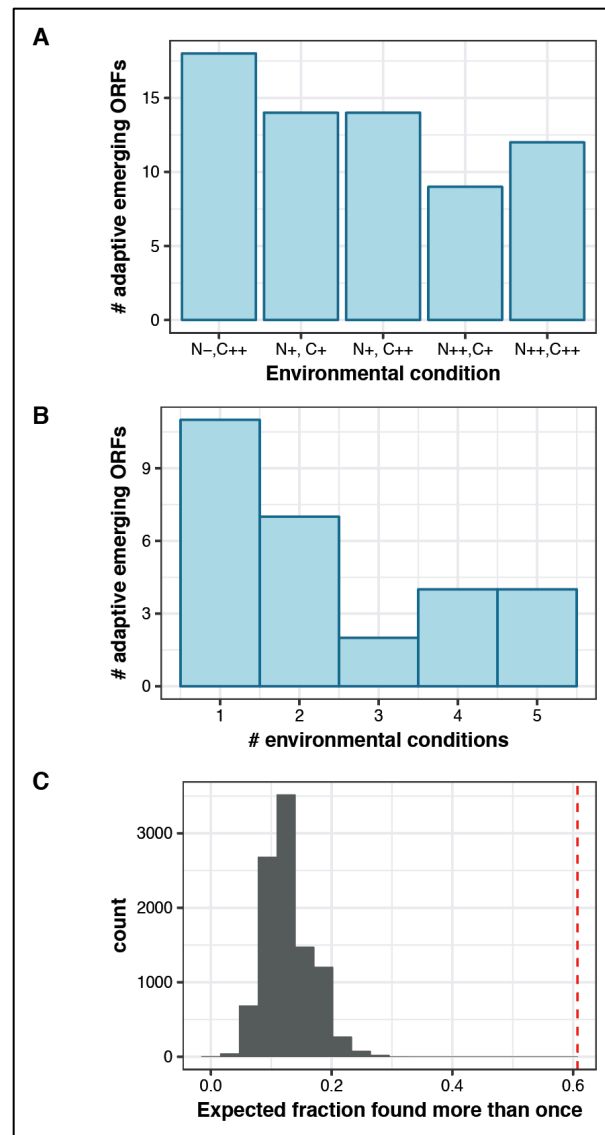 A
# adaptive emerging ORFs
15
10
5
0
N−,C++ N+, C+ N+, C++ N++,C+ N++,C++
Environmental condition
B
# adaptive emerging ORFs
9
6
3
0
1 2 3 4 5
# environmental conditions
C
count
3000
2000
1000
0
0.0 0.2 0.4 0.6
Expected fraction found more than once